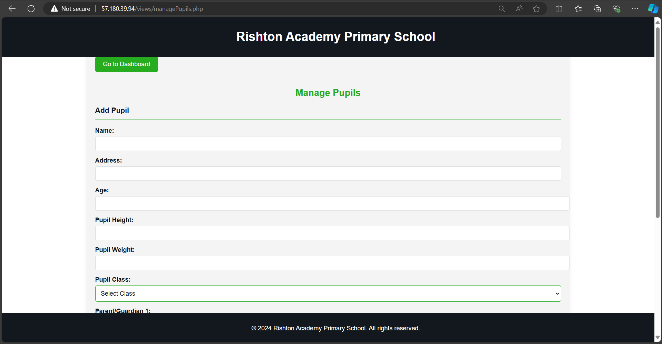 Not secure | 57.180.89.94/views/managePupils.php
Rishton Academy Primary School
Go to Dashboard
Manage Pupils
Add Pupil
Name:
Address:
Age:
Pupil Height:
Pupil Weight:
Pupil Class:
Select Class
Parent/Guardian 1:
© 2024 Rishton Academy Primary School. All rights reserved.